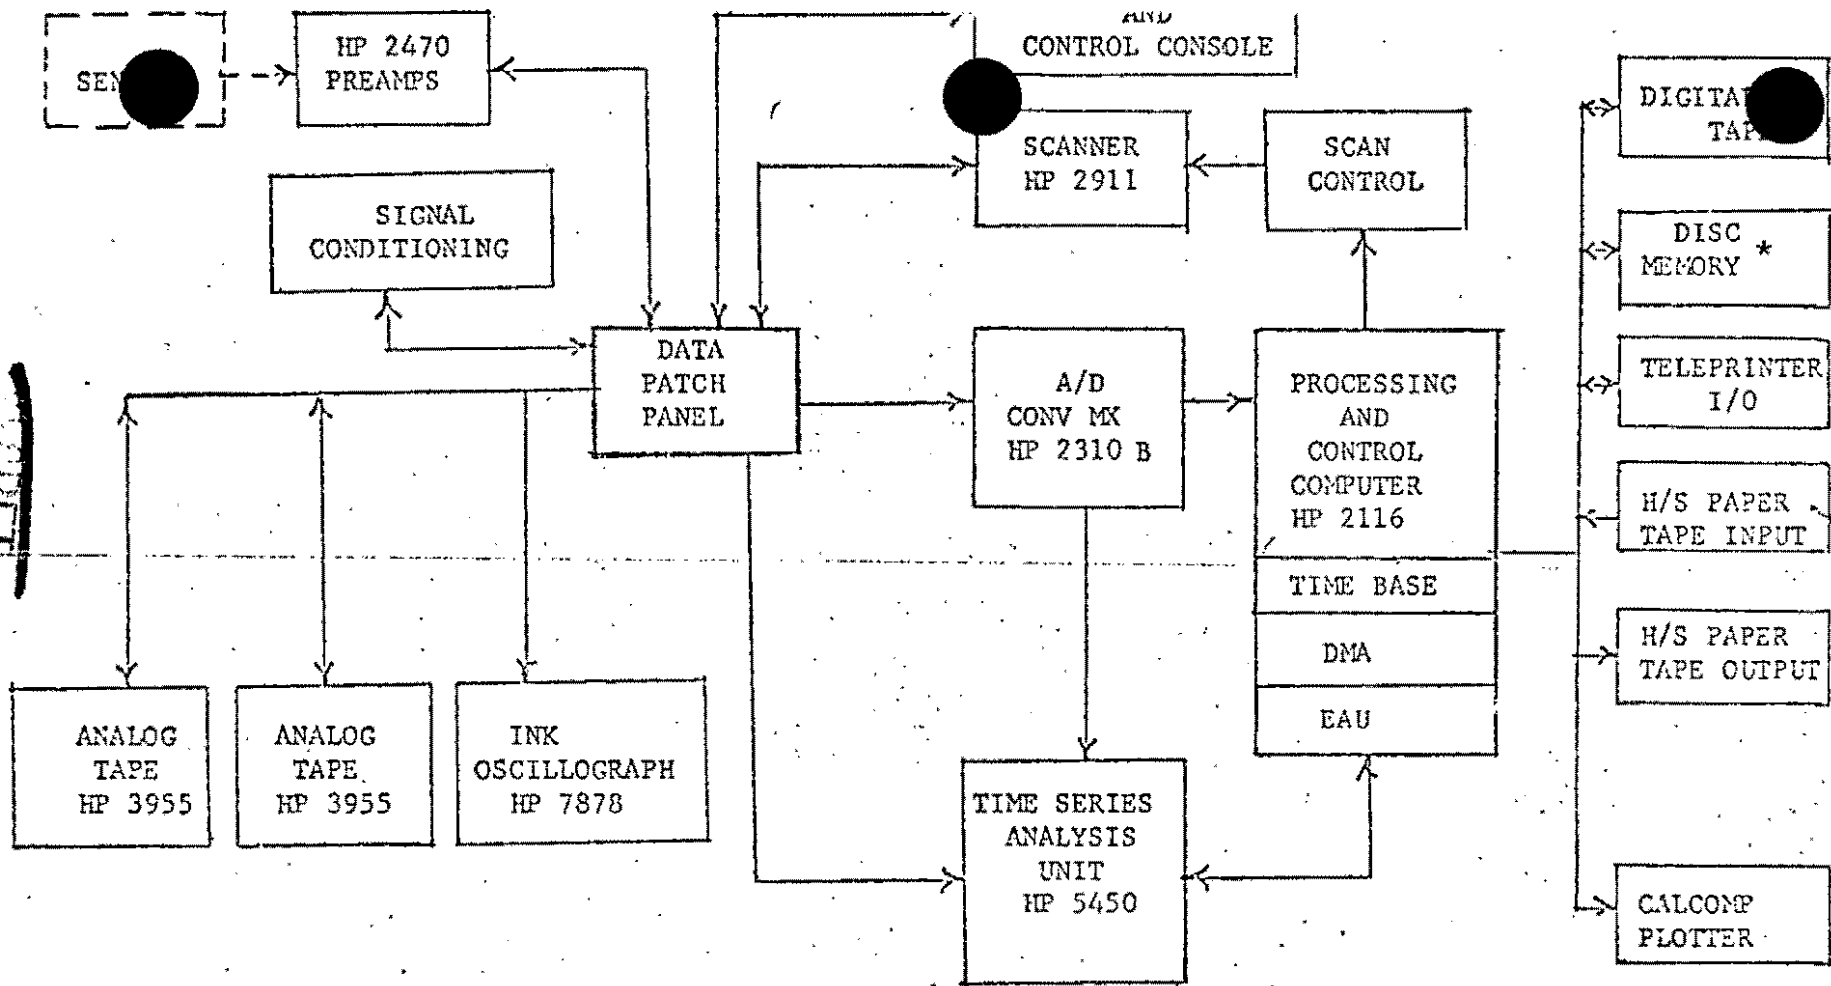 AND
CONTROL CONSOLE
HP 2470
PREAMPS
SCANNER
HP 2911
SCAN
CONTROL
TAPE
SIGNAL
CONDITIONING
DISC
MEMORY *
DATA
PATCH
PANEL
A/D
CONV MX
HP 2310 B
PROCESSING
AND
CONTROL
COMPUTER
HP 2116
TIME BASE
DMA
EAU
TELEPRINTER
I/O
H/S PAPER
TAPE INPUT
H/S PAPER
TAPE OUTPUT
ANALOG
TAPE
HP 3955
ANALOG
TAPE
HP 3955
INK
OSCILLOGRAPH
HP 7878
TIME SERIES
ANALYSIS
UNIT
HP 5450
CALCOMP
PLOTTER